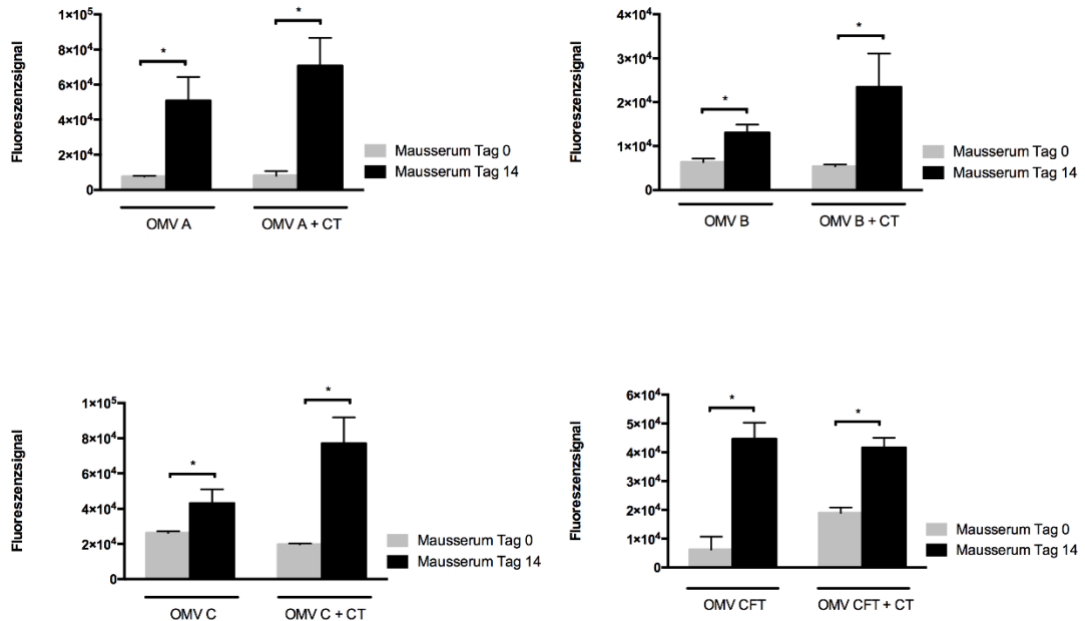 Fluoreszenzsignal
1×10⁵
8×10⁴
6×10⁴
4×10⁴
2×10⁴
0
*
*
Mausserum Tag 0
Mausserum Tag 14
OMV A
OMV A + CT
Fluoreszenzsignal
4×10⁴
3×10⁴
2×10⁴
1×10⁴
0
*
*
Mausserum Tag 0
Mausserum Tag 14
OMV B
OMV B + CT
Fluoreszenzsignal
1×10⁵
8×10⁴
6×10⁴
4×10⁴
2×10⁴
0
*
*
Mausserum Tag 0
Mausserum Tag 14
OMV C
OMV C + CT
Fluoreszenzsignal
6×10⁴
5×10⁴
4×10⁴
3×10⁴
2×10⁴
1×10⁴
0
*
*
Mausserum Tag 0
Mausserum Tag 14
OMV CFT
OMV CFT + CT